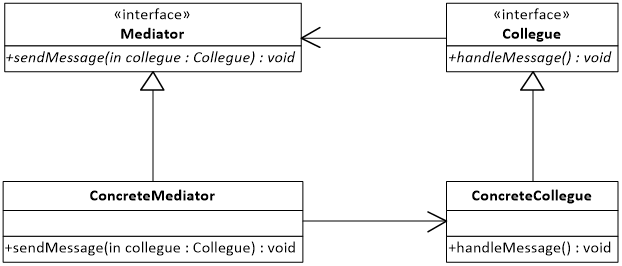 «interface»
Mediator
+sendMessage(in collegue : Collegue) : void
«interface»
Collegue
+handleMessage() : void
ConcreteMediator
+sendMessage(in collegue : Collegue) : void
ConcreteCollegue
+handleMessage() : void